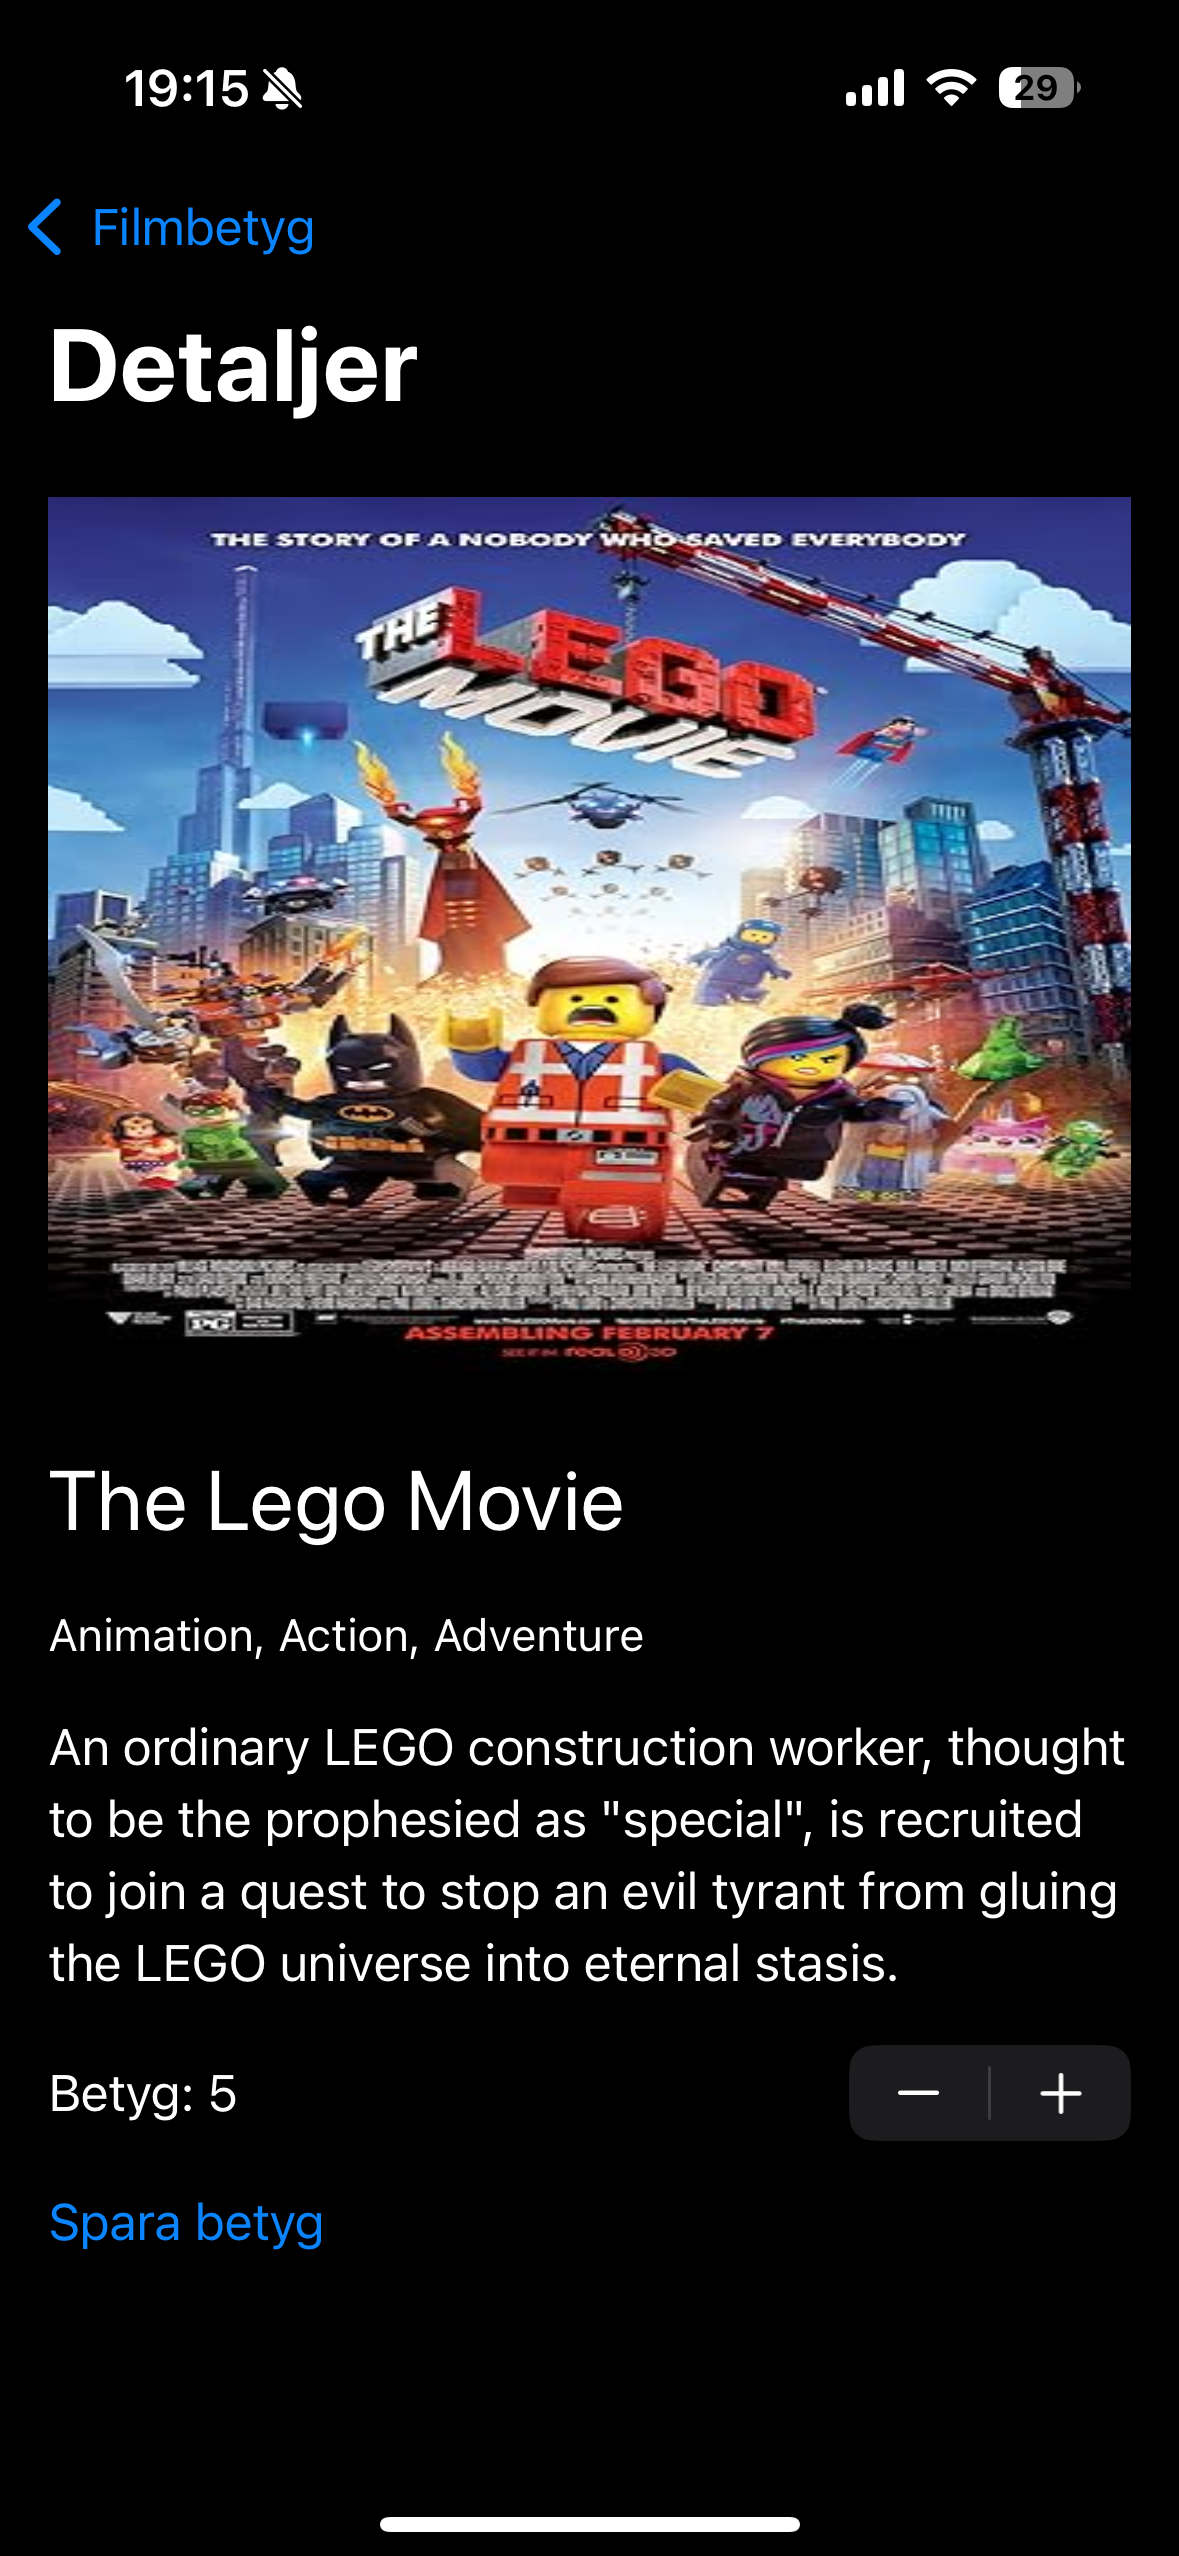 19:15
29
Filmbetyg
Detaljer
THE STORY OF A NOBODY WHO SAVED EVERYBODY
THE LEGO
MOVIE
PG
ASSEMBLING FEBRUARY 7
The Lego Movie
Animation, Action, Adventure
An ordinary LEGO construction worker, thought
to be the prophesied as "special", is recruited
to join a quest to stop an evil tyrant from gluing
the LEGO universe into eternal stasis.
Betyg: 5
Spara betyg